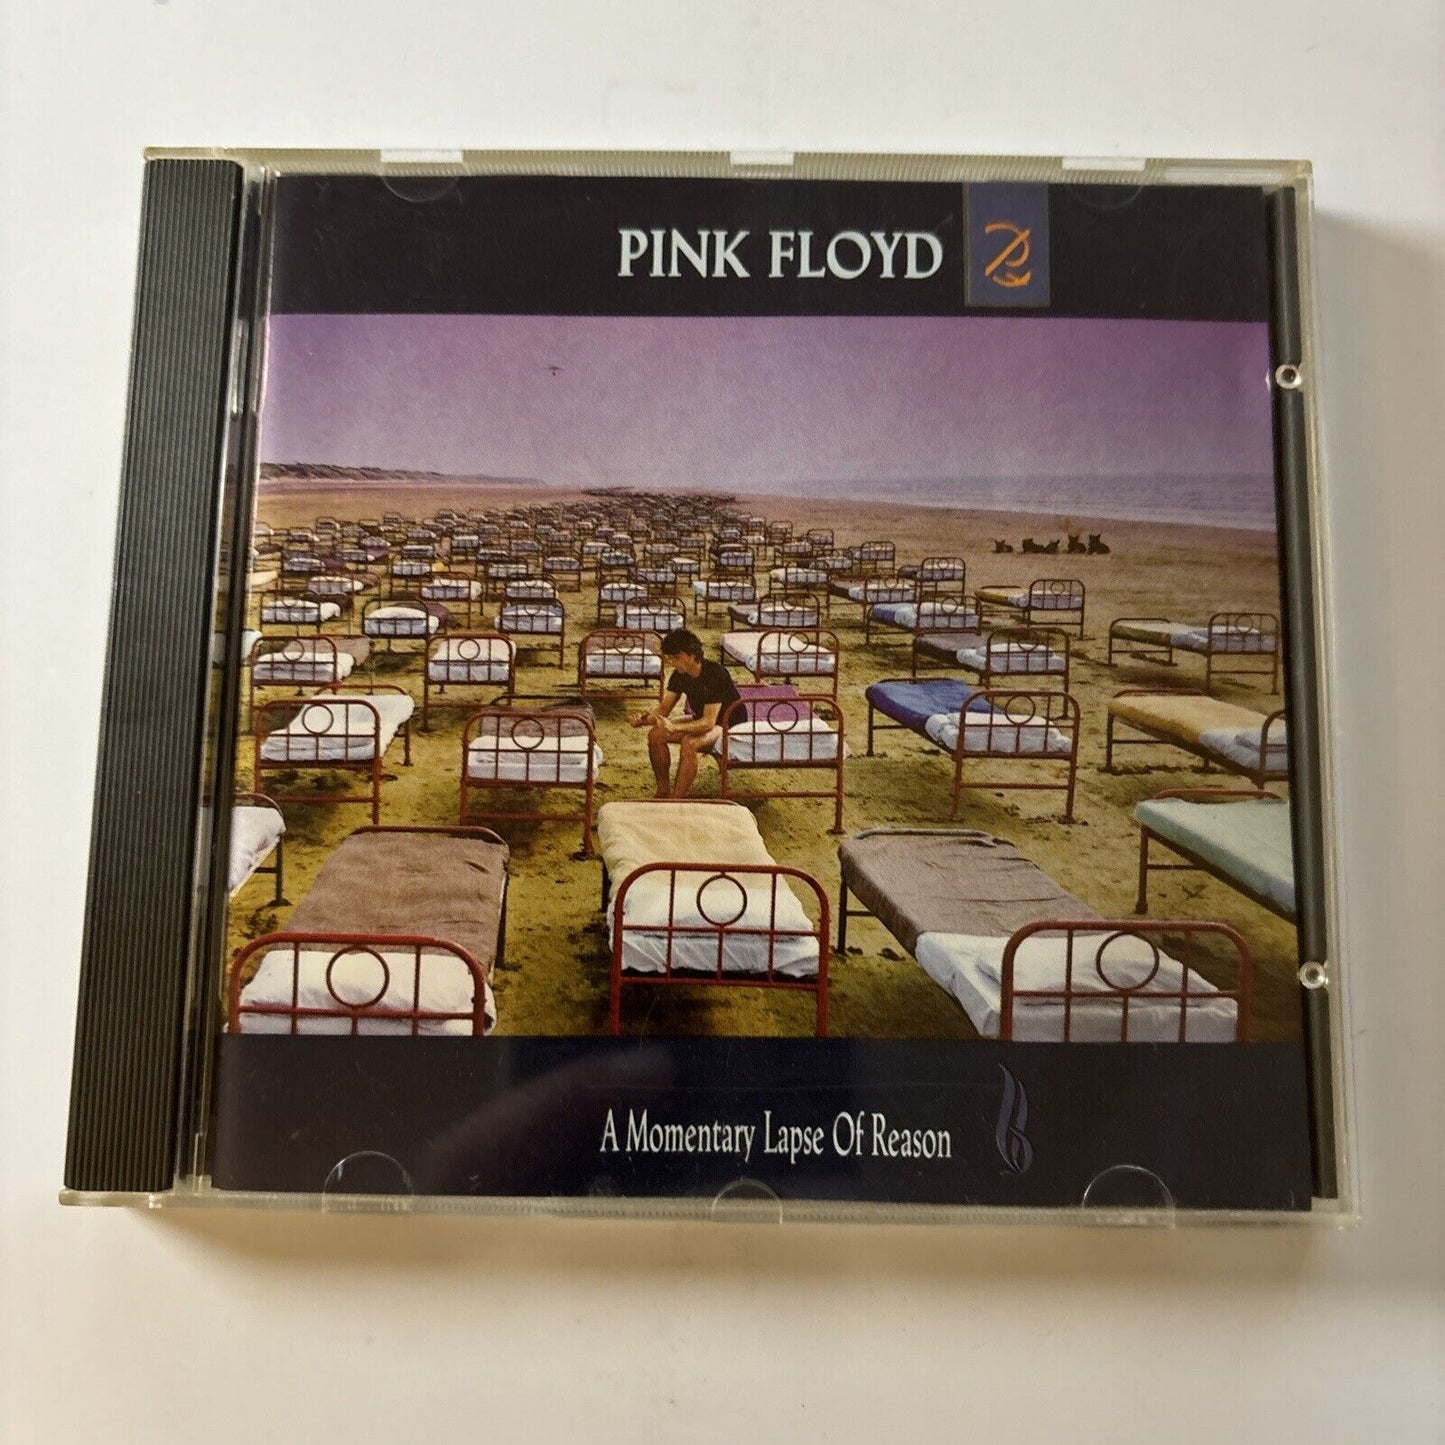 PINK FLOYD
A Momentary Lapse Of Reason